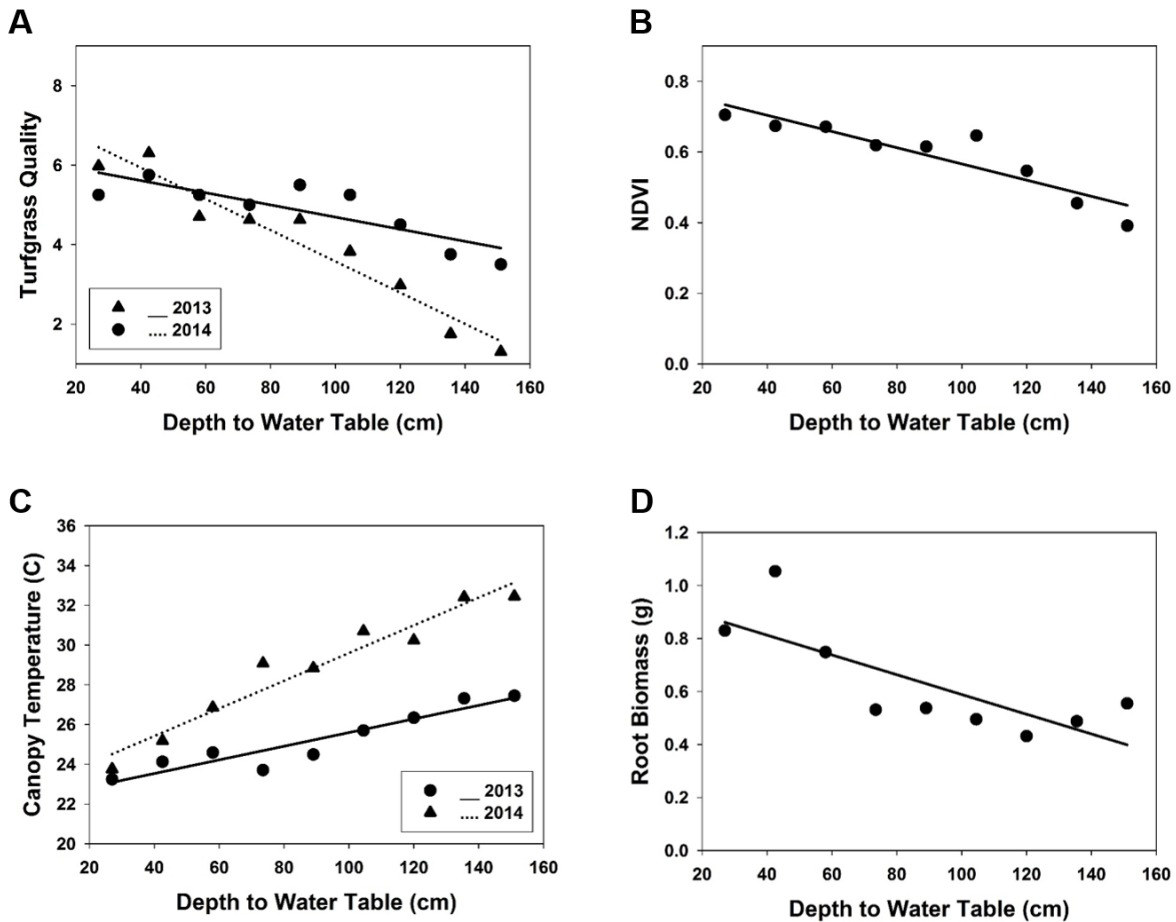 A
Turfgrass Quality
8
6
4
2
__ 2013
.... 2014
20 40 60 80 100 120 140 160
Depth to Water Table (cm)
B
NDVI
0.8
0.6
0.4
0.2
0.0
20 40 60 80 100 120 140 160
Depth to Water Table (cm)
C
Canopy Temperature (C)
36
34
32
30
28
26
24
22
20
__ 2013
.... 2014
20 40 60 80 100 120 140 160
Depth to Water Table (cm)
D
Root Biomass (g)
1.2
1.0
0.8
0.6
0.4
0.2
0.0
20 40 60 80 100 120 140 160
Depth to Water Table (cm)